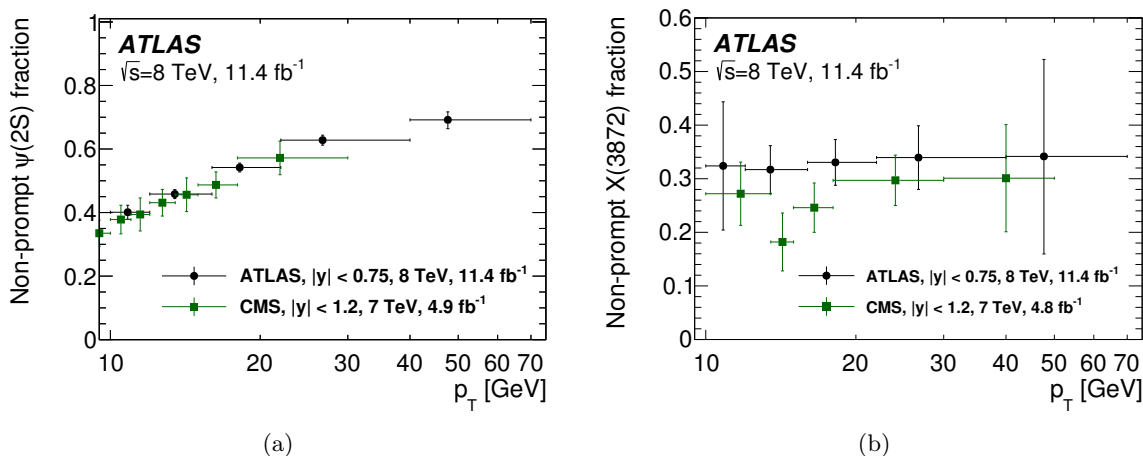 Non-prompt ψ(2S) fraction
1
0.8
0.6
0.4
0.2
0
ATLAS
√s=8 TeV, 11.4 fb⁻¹
ATLAS, |y| < 0.75, 8 TeV, 11.4 fb⁻¹
CMS, |y| < 1.2, 7 TeV, 4.9 fb⁻¹
10 20 30 40 50 60 70
p_T [GeV]
(a)
Non-prompt X(3872) fraction
0.6
0.5
0.4
0.3
0.2
0.1
0
ATLAS
√s=8 TeV, 11.4 fb⁻¹
ATLAS, |y| < 0.75, 8 TeV, 11.4 fb⁻¹
CMS, |y| < 1.2, 7 TeV, 4.8 fb⁻¹
10 20 30 40 50 60 70
p_T [GeV]
(b)